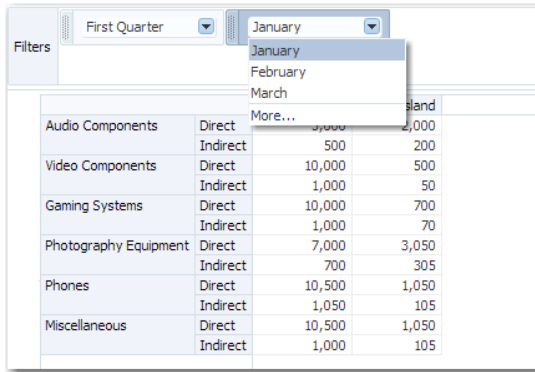 Filters First Quarter January
January
February
March
More...
Audio Components Direct 2,000
Indirect 500 200
Video Components Direct 10,000 500
Indirect 1,000 50
Gaming Systems Direct 10,000 700
Indirect 1,000 70
Photography Equipment Direct 7,000 3,050
Indirect 700 305
Phones Direct 10,500 1,050
Indirect 1,050 105
Miscellaneous Direct 10,500 1,050
Indirect 1,000 105